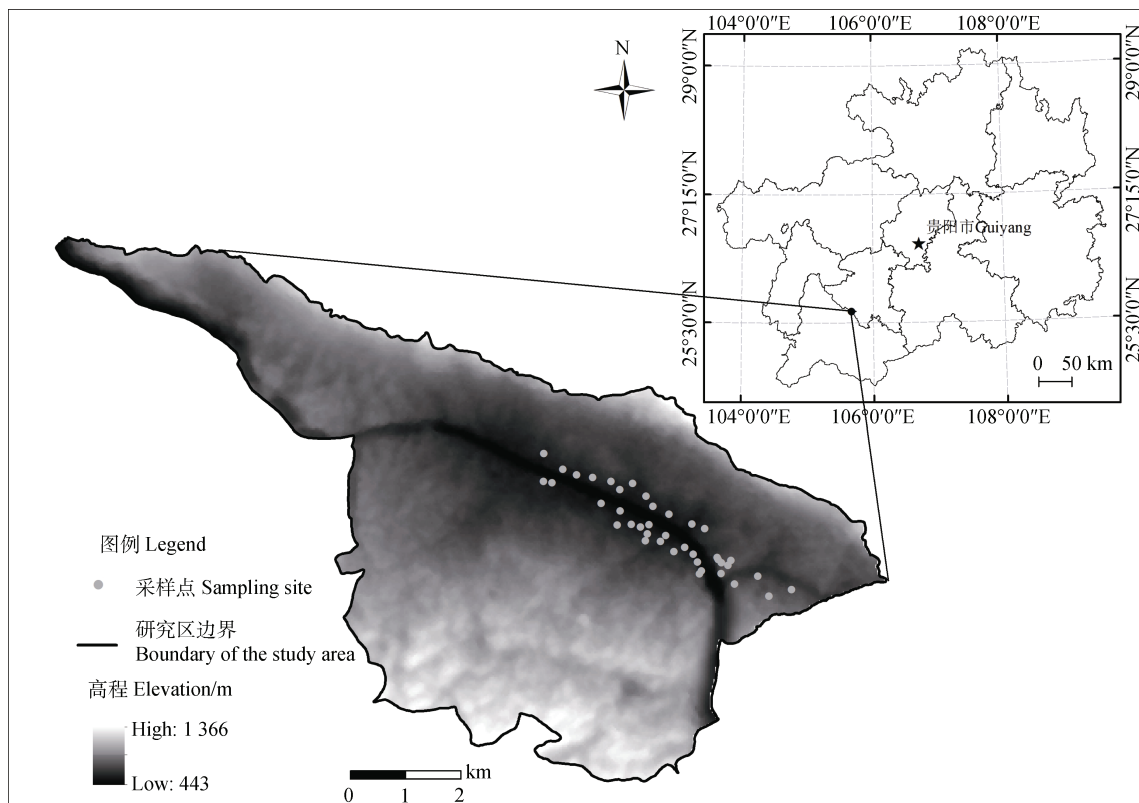 104°0′0″E 106°0′0″E 108°0′0″E
N
29°0′0″N 29°0′0″N
27°15′0″N 27°15′0″N
贵阳市Guiyang
25°30′0″N 25°30′0″N
0 50 km
104°0′0″E 106°0′0″E 108°0′0″E
图例 Legend
采样点 Sampling site
研究区边界
Boundary of the study area
高程 Elevation/m
High: 1 366
Low: 443
km
0 1 2